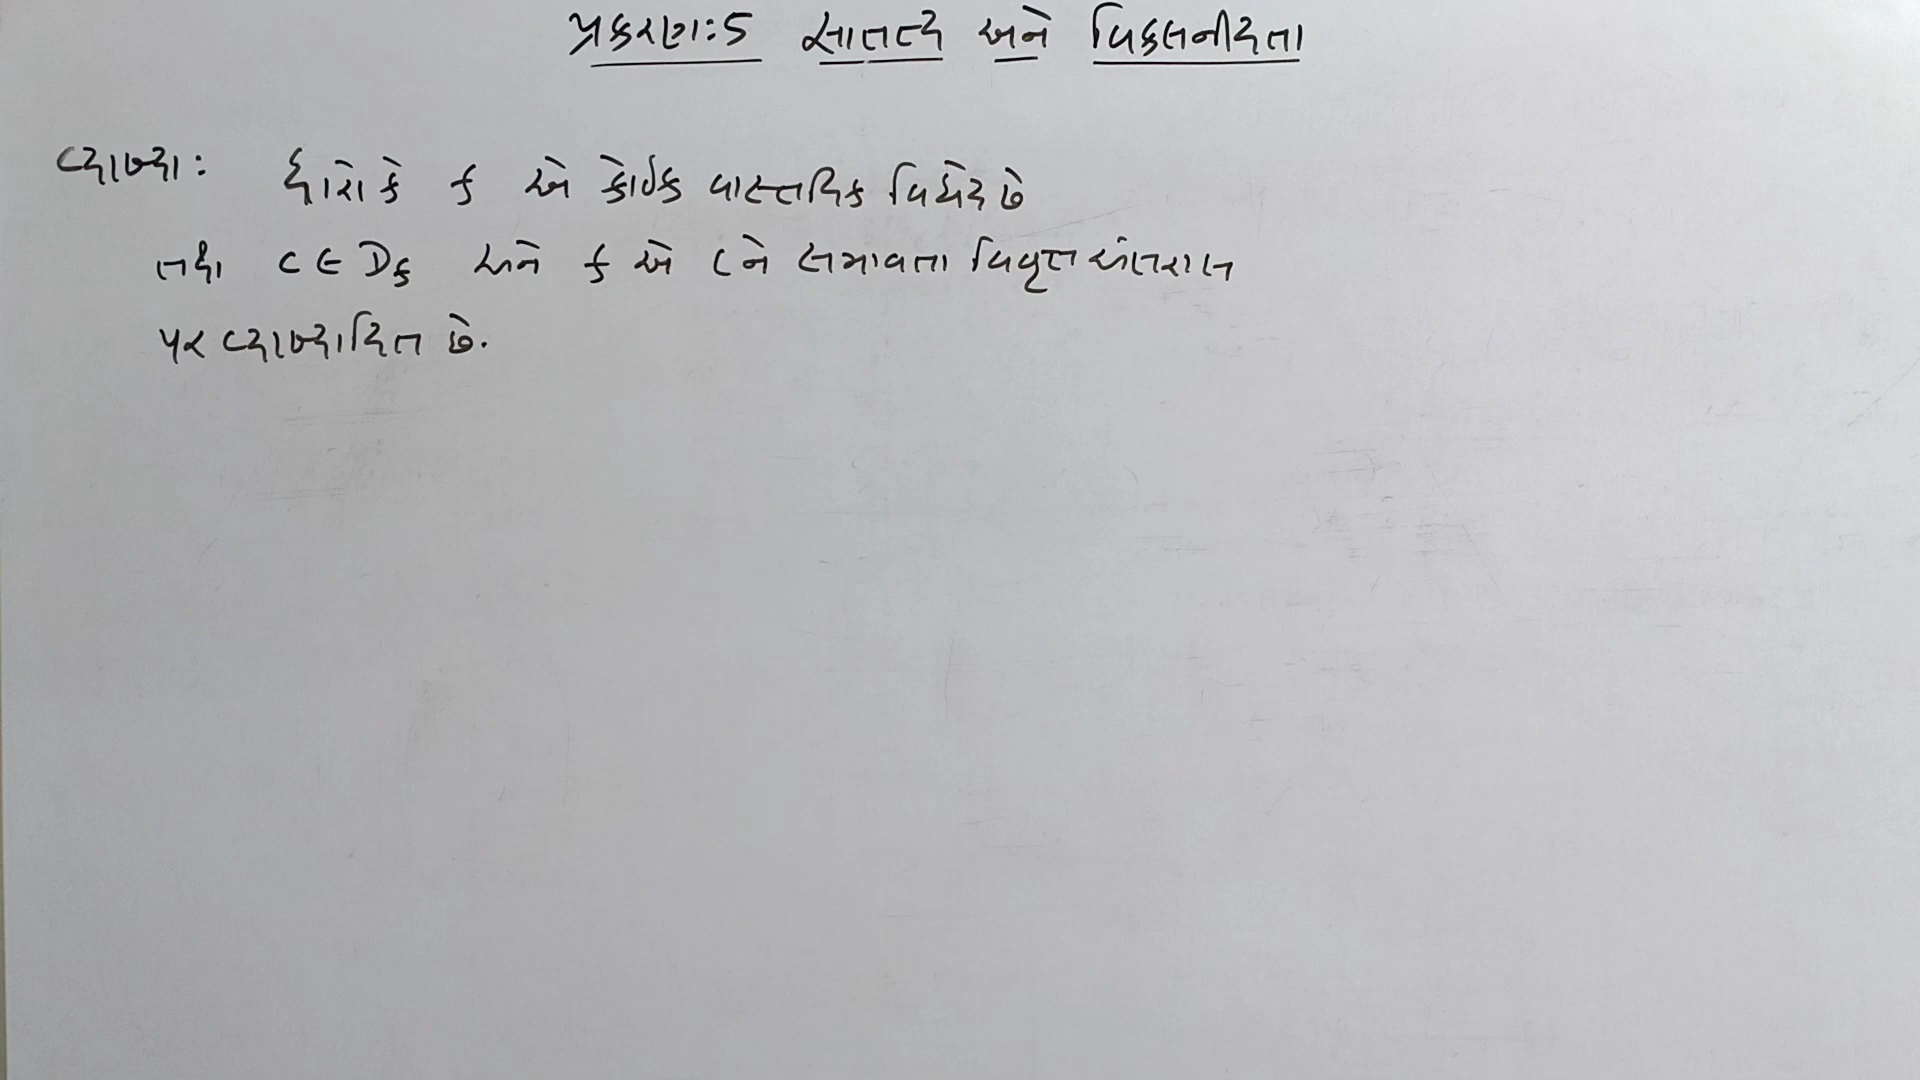 પ્રકરણ:5 સાતત્ય અને વિકલનીયતા
વ્યાખ્યા: ધારો કે f એ કોઈક વાસ્તવિક વિધેય છે
તથા c ∈ Df અને f એ c ને સમાવતા વિવૃત્ત અંતરાલ
પર વ્યાખ્યાયિત છે.